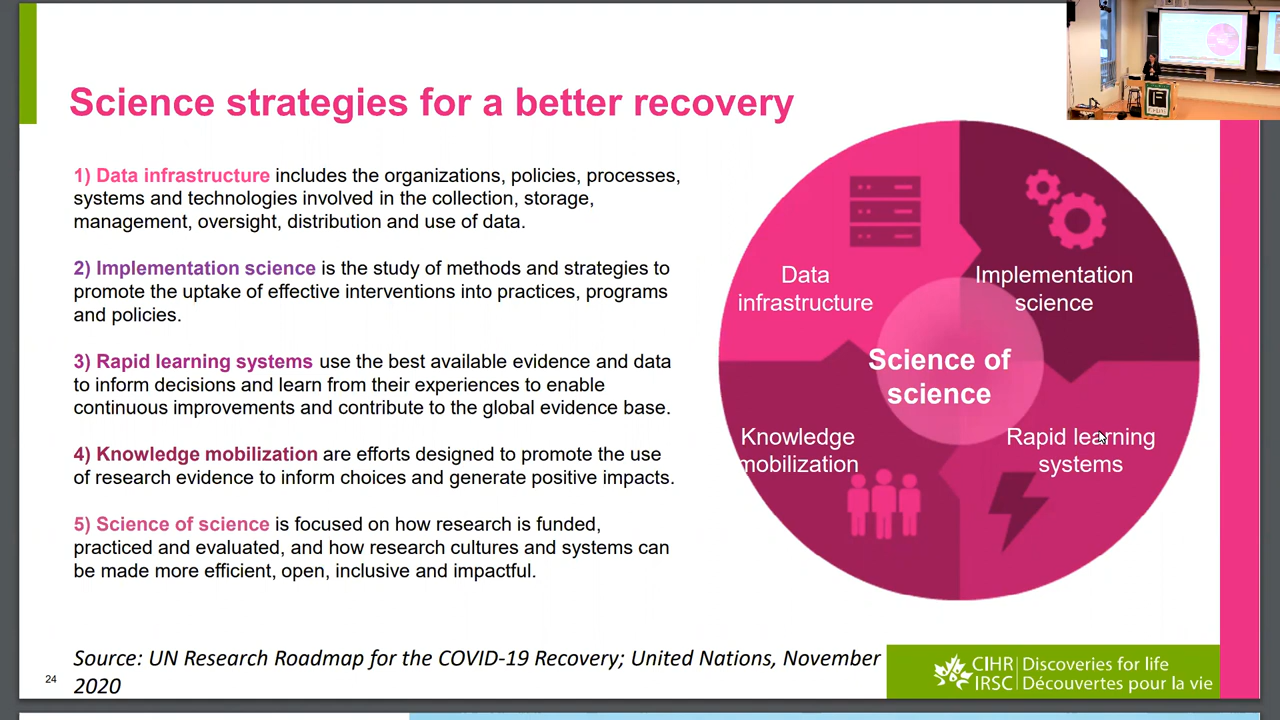 Science strategies for a better recovery
1) Data infrastructure includes the organizations, policies, processes,
systems and technologies involved in the collection, storage,
management, oversight, distribution and use of data.
2) Implementation science is the study of methods and strategies to
promote the uptake of effective interventions into practices, programs
and policies.
3) Rapid learning systems use the best available evidence and data
to inform decisions and learn from their experiences to enable
continuous improvements and contribute to the global evidence base.
4) Knowledge mobilization are efforts designed to promote the use
of research evidence to inform choices and generate positive impacts.
5) Science of science is focused on how research is funded,
practiced and evaluated, and how research cultures and systems can
be made more efficient, open, inclusive and impactful.
Data
infrastructure
Implementation
science
Science of
science
Knowledge
mobilization
Rapid learning
systems
Source: UN Research Roadmap for the COVID-19 Recovery; United Nations, November
2020
24
CIHR Discoveries for life
IRSC Découvertes pour la vie